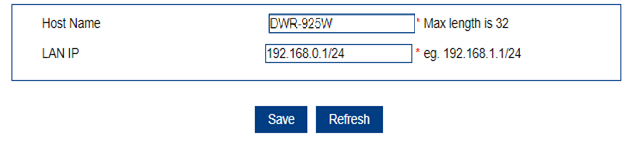 Host Name DWR-925W * Max length is 32
LAN IP 192.168.0.1/24 * eg. 192.168.1.1/24
Save Refresh